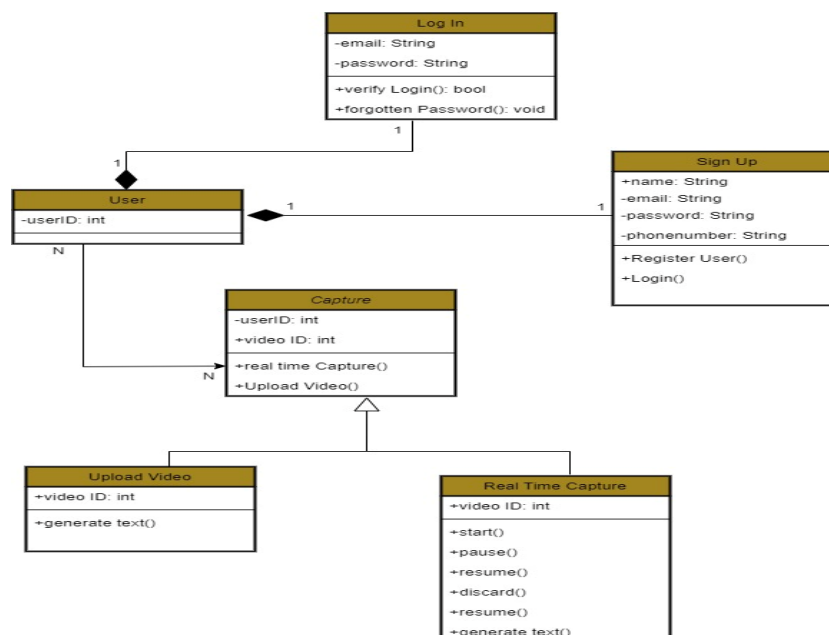 Log In
-email: String
-password: String
+verify Login(): bool
+forgotten Password(): void
1
1
User
-userID: int
N
1
1
Sign Up
+name: String
-email: String
-password: String
-phonenumber: String
+Register User()
+Login()
Capture
-userID: int
+video ID: int
+real time Capture()
+Upload Video()
N
Upload Video
+video ID: int
+generate text()
Real Time Capture
+video ID: int
+start()
+pause()
+resume()
+discard()
+resume()
+generate text()